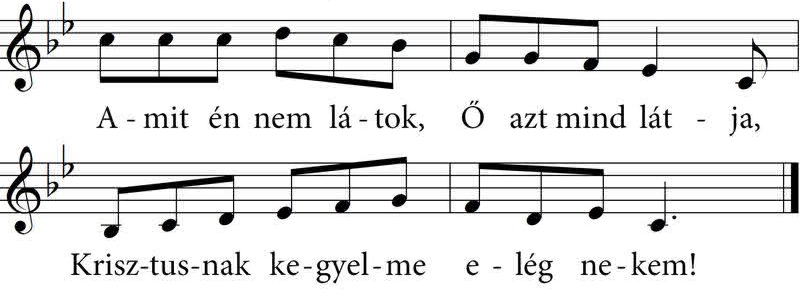 A - mit én nem lá - tok, Ő azt mind lát - ja,
Krisz-tus-nak ke-gyel-me e - lég ne-kem!